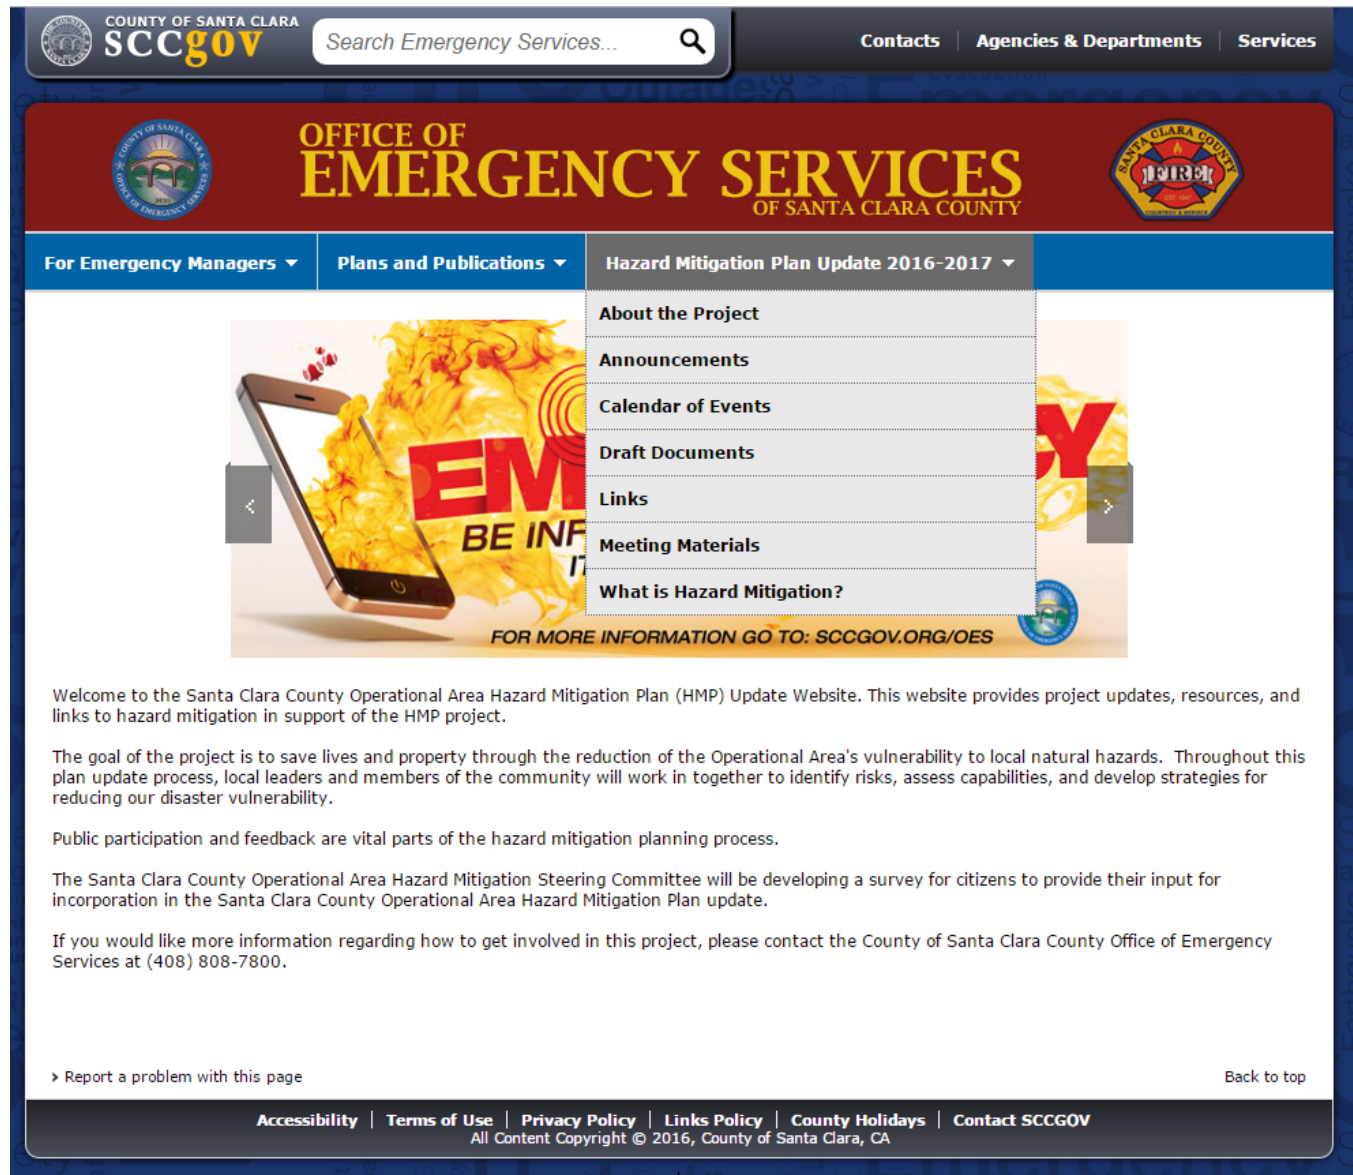 COUNTY OF SANTA CLARA
sccgov
Search Emergency Services...
Contacts | Agencies & Departments | Services
OFFICE OF
EMERGENCY SERVICES
OF SANTA CLARA COUNTY
SANTA CLARA COUNTY
FIRE
For Emergency Managers
Plans and Publications
Hazard Mitigation Plan Update 2016-2017
About the Project
Announcements
Calendar of Events
Draft Documents
Links
Meeting Materials
What is Hazard Mitigation?
BE INF
FOR MORE INFORMATION GO TO: SCCGOV.ORG/OES
Welcome to the Santa Clara County Operational Area Hazard Mitigation Plan (HMP) Update Website. This website provides project updates, resources, and
links to hazard mitigation in support of the HMP project.
The goal of the project is to save lives and property through the reduction of the Operational Area's vulnerability to local natural hazards.  Throughout this
plan update process, local leaders and members of the community will work in together to identify risks, assess capabilities, and develop strategies for
reducing our disaster vulnerability.
Public participation and feedback are vital parts of the hazard mitigation planning process.
The Santa Clara County Operational Area Hazard Mitigation Steering Committee will be developing a survey for citizens to provide their input for
incorporation in the Santa Clara County Operational Area Hazard Mitigation Plan update.
If you would like more information regarding how to get involved in this project, please contact the County of Santa Clara County Office of Emergency
Services at (408) 808-7800.
Report a problem with this page
Back to top
Accessibility | Terms of Use | Privacy Policy | Links Policy | County Holidays | Contact SCCGOV
All Content Copyright © 2016, County of Santa Clara, CA